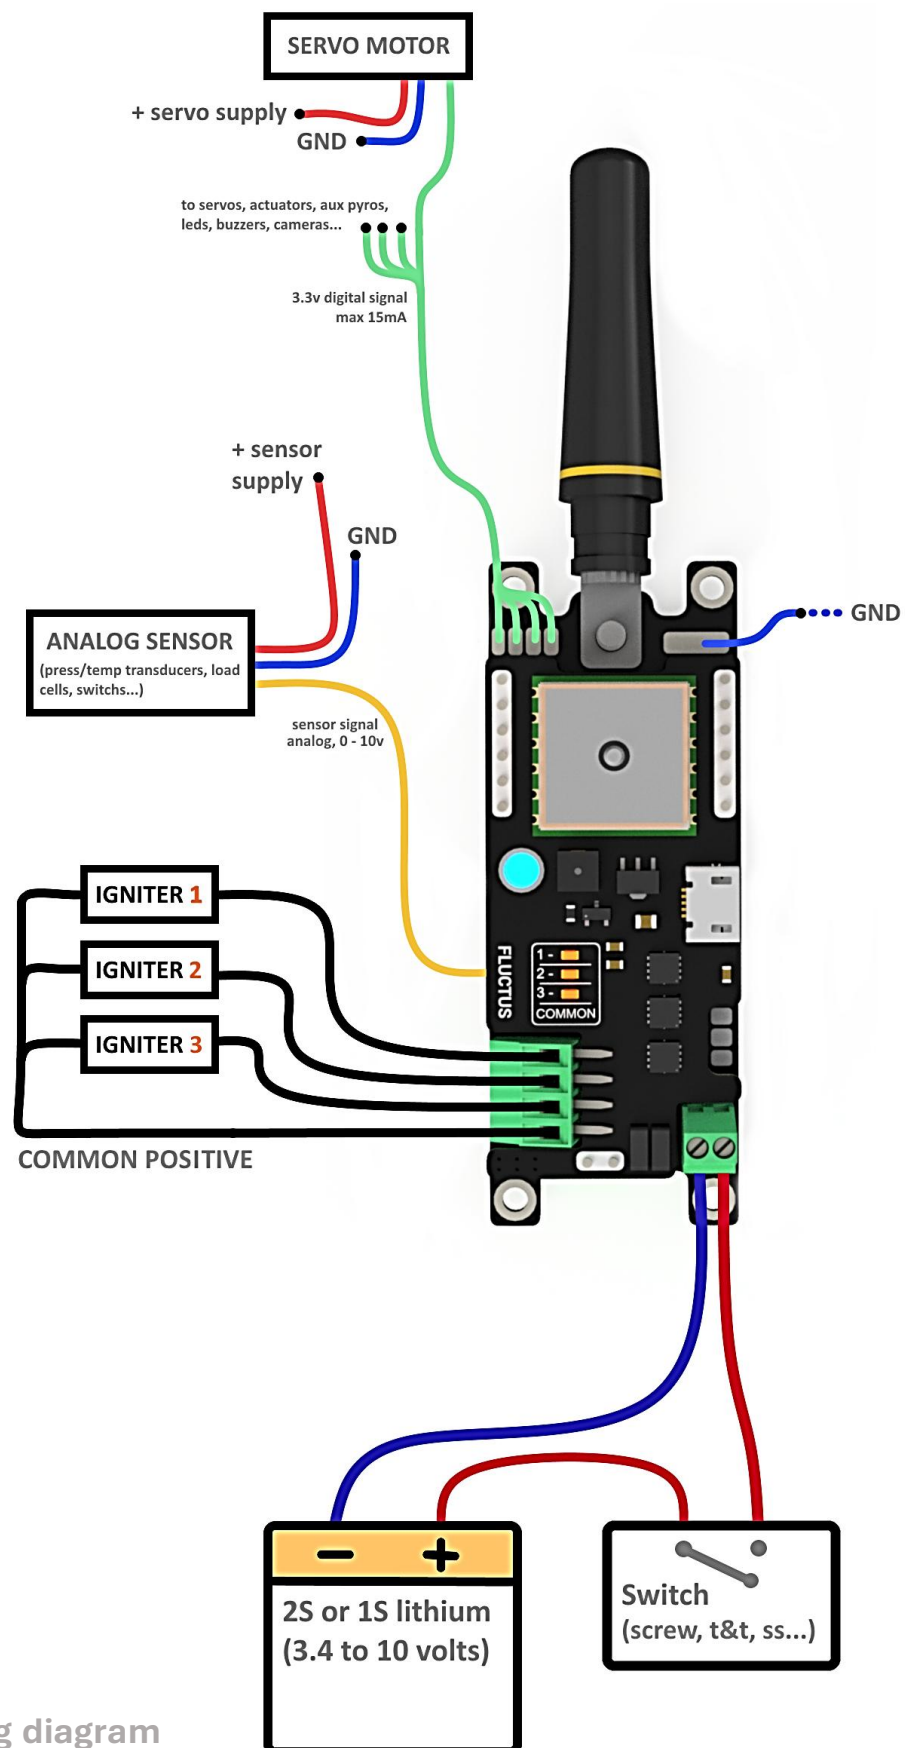 SERVO MOTOR
+ servo supply
GND
to servos, actuators, aux pyros,
leds, buzzers, cameras...
3.3v digital signal
max 15mA
+ sensor
supply
GND
GND
ANALOG SENSOR
(press/temp transducers, load
cells, switchs...)
sensor signal
analog, 0 - 10v
IGNITER 1
IGNITER 2
IGNITER 3
COMMON POSITIVE
FLUCTUS
1 -
2 -
3 -
COMMON
− +
2S or 1S lithium
(3.4 to 10 volts)
Switch
(screw, t&t, ss...)
g diagram